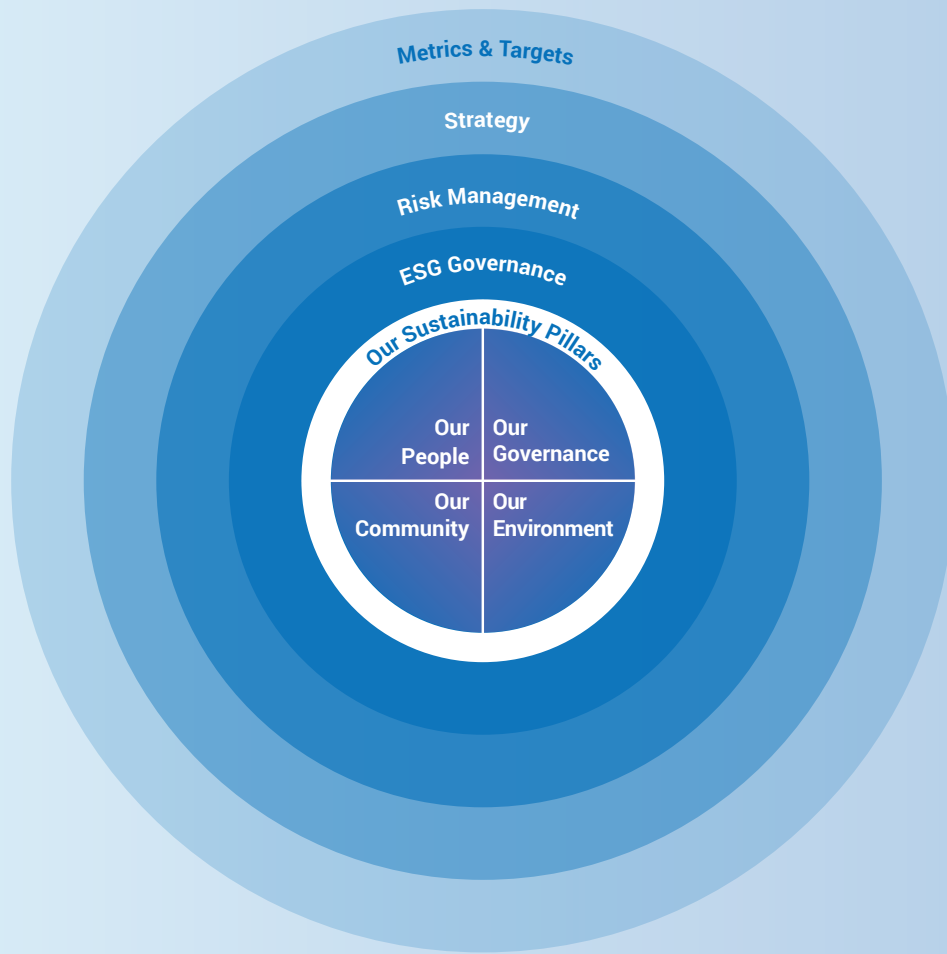 Metrics & Targets
Strategy
Risk Management
ESG Governance
Our Sustainability Pillars
Our
People
Our
Governance
Our
Community
Our
Environment